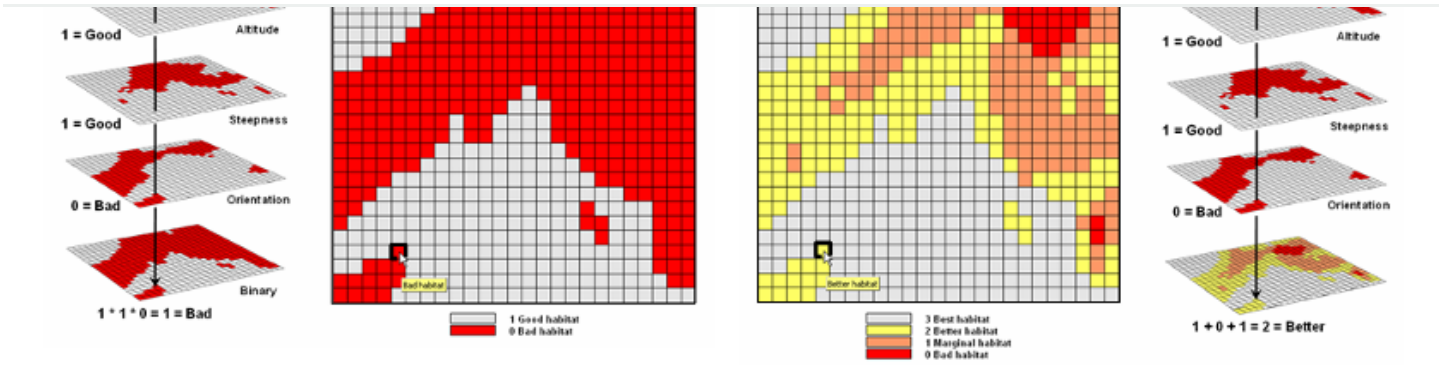 1 = Good
Altitude
1 = Good
Steepness
0 = Bad
Orientation
Binary
1 * 1 * 0 = 1 = Bad
Bad habitat
1 Good habitat
0 Bad habitat
Better habitat
3 Best habitat
2 Better habitat
1 Marginal habitat
0 Bad habitat
1 = Good
Altitude
1 = Good
Steepness
0 = Bad
Orientation
1 + 0 + 1 = 2 = Better